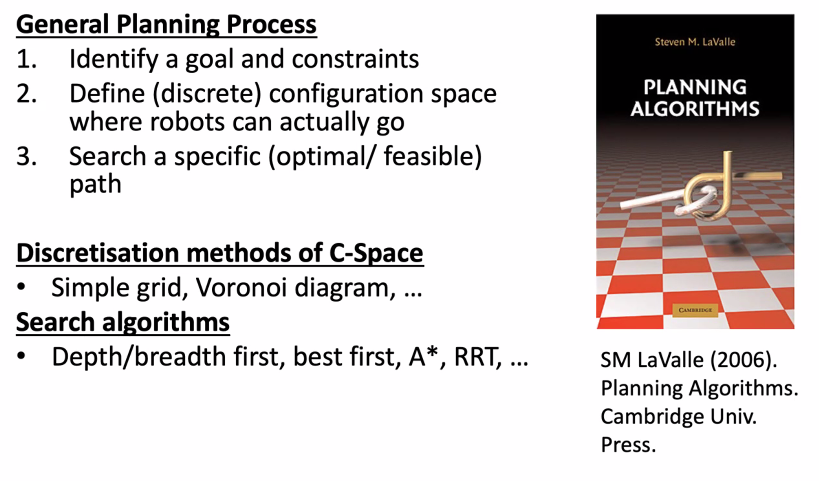 General Planning Process
1. Identify a goal and constraints
2. Define (discrete) configuration space
where robots can actually go
3. Search a specific (optimal/ feasible)
path
Discretisation methods of C-Space
• Simple grid, Voronoi diagram, ...
Search algorithms
• Depth/breadth first, best first, A*, RRT, ...
Steven M. LaValle
PLANNING
ALGORITHMS
CAMBRIDGE
SM LaValle (2006).
Planning Algorithms.
Cambridge Univ.
Press.